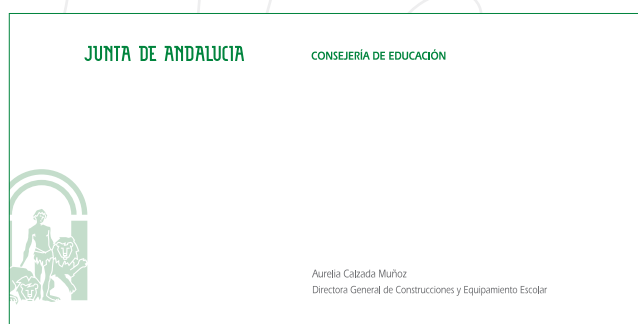 JUNTA DE ANDALUCIA
CONSEJERÍA DE EDUCACIÓN
Aurelia Calzada Muñoz
Directora General de Construcciones y Equipamiento Escolar